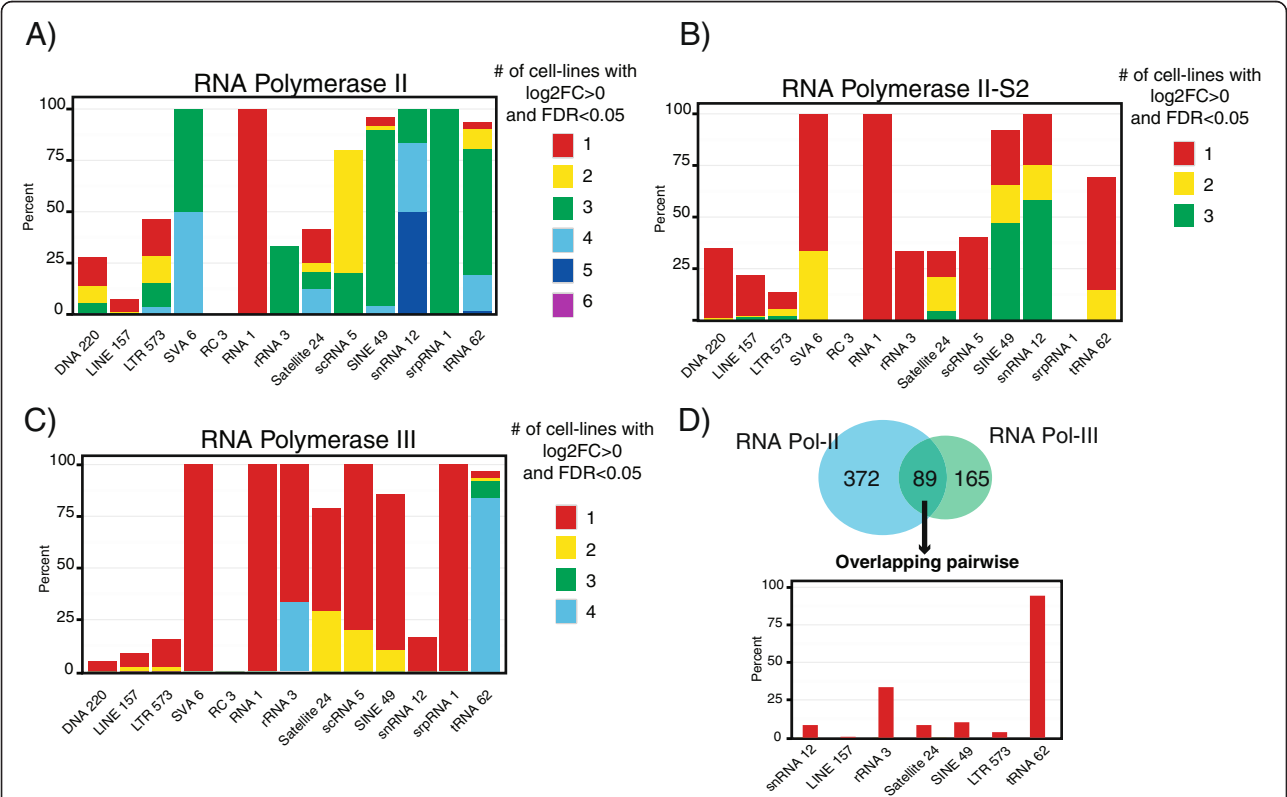 A)
RNA Polymerase II
# of cell-lines with
log2FC>0
and FDR<0.05
1
2
3
4
5
6
Percent
100
75
50
25
0
DNA 220
LINE 157
LTR 573
SVA 6
RC 3
RNA 1
rRNA 3
Satellite 24
scRNA 5
SINE 49
snRNA 12
srpRNA 1
tRNA 62
B)
RNA Polymerase II-S2
# of cell-lines with
log2FC>0
and FDR<0.05
1
2
3
Percent
100
75
50
25
DNA 220
LINE 157
LTR 573
SVA 6
RC 3
RNA 1
rRNA 3
Satellite 24
scRNA 5
SINE 49
snRNA 12
srpRNA 1
tRNA 62
C)
RNA Polymerase III
# of cell-lines with
log2FC>0
and FDR<0.05
1
2
3
4
Percent
100
75
50
25
0
DNA 220
LINE 157
LTR 573
SVA 6
RC 3
RNA 1
rRNA 3
Satellite 24
scRNA 5
SINE 49
snRNA 12
srpRNA 1
tRNA 62
D)
RNA Pol-II
RNA Pol-III
372
89
165
Overlapping pairwise
Percent
100
75
50
25
0
snRNA 12
LINE 157
rRNA 3
Satellite 24
SINE 49
LTR 573
tRNA 62